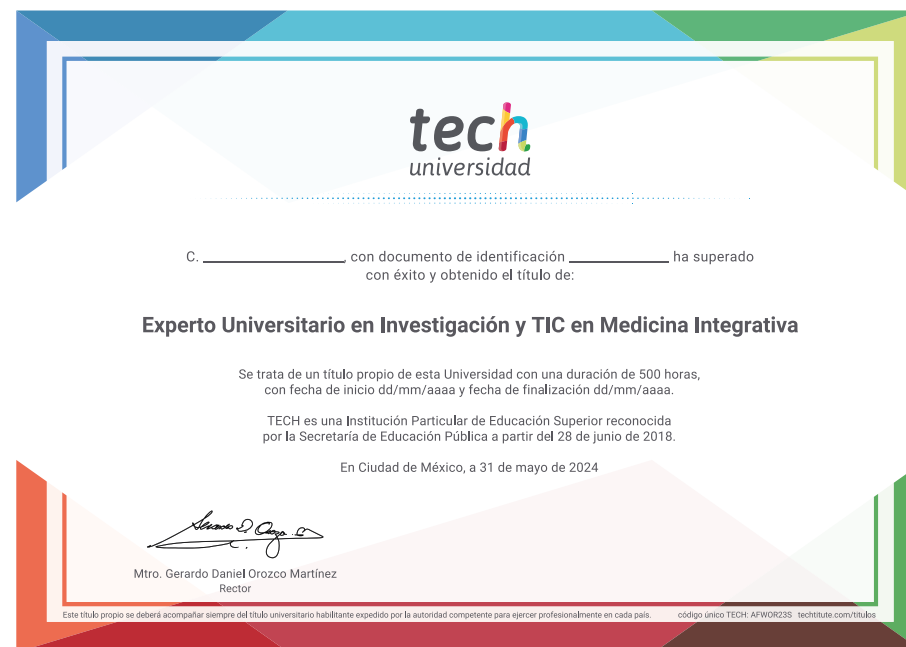 tech
universidad
C. ____________, con documento de identificación ____________ ha superado
con éxito y obtenido el título de:
Experto Universitario en Investigación y TIC en Medicina Integrativa
Se trata de un título propio de esta Universidad con una duración de 500 horas,
con fecha de inicio dd/mm/aaaa y fecha de finalización dd/mm/aaaa.
TECH es una Institución Particular de Educación Superior reconocida
por la Secretaría de Educación Pública a partir del 28 de junio de 2018.
En Ciudad de México, a 31 de mayo de 2024
Mtro. Gerardo Daniel Orozco Martínez
Rector
Este título propio se deberá acompañar siempre del título universitario habilitante expedido por la autoridad competente para ejercer profesionalmente en cada país. código único TECH: AFWOR23S techtitute.com/titulos